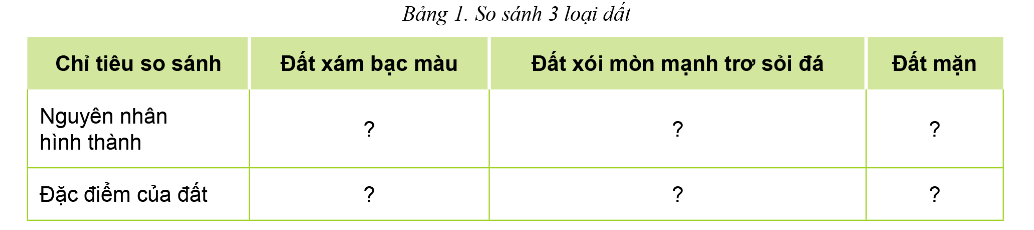 Bảng 1. So sánh 3 loại đất
Chỉ tiêu so sánh
Đất xám bạc màu
Đất xói mòn mạnh trơ sỏi đá
Đất mặn
Nguyên nhân
hình thành
?
?
?
Đặc điểm của đất
?
?
?